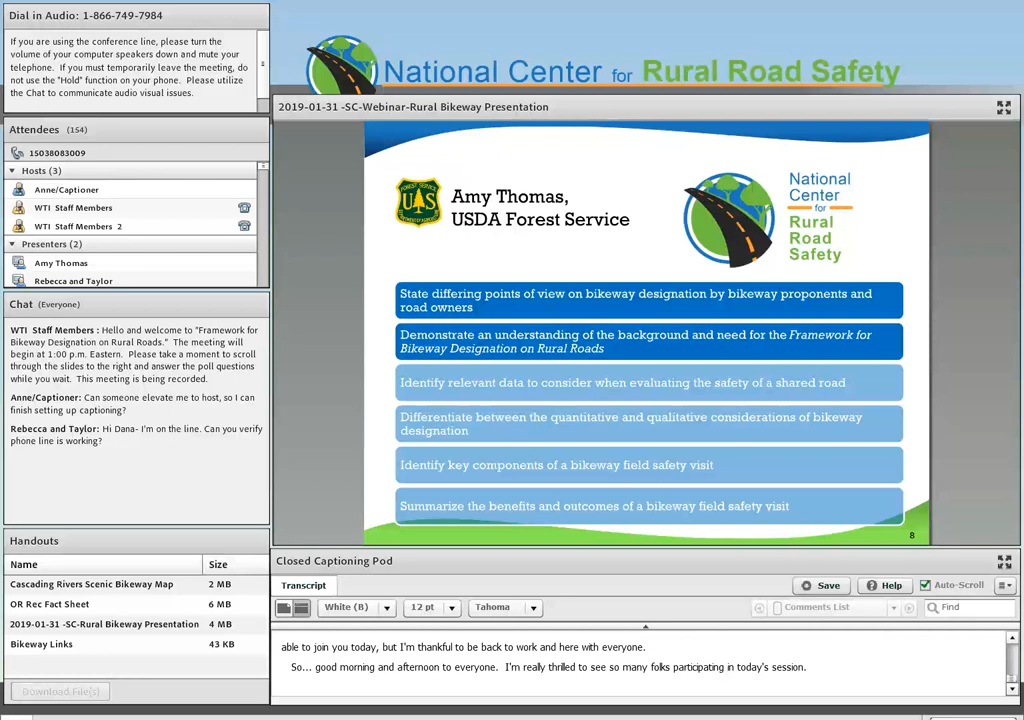 Dial in Audio: 1-866-749-7984
If you are using the conference line, please turn the
volume of your computer speakers down and mute your
telephone. If you must temporarily leave the meeting, do
not use the "Hold" function on your phone. Please utilize
the Chat to communicate audio visual issues.
National Center for Rural Road Safety
Attendees (154)
15038083009
Hosts (3)
Anne/Captioner
WTI Staff Members
WTI Staff Members 2
Presenters (2)
Amy Thomas
Rebecca and Taylor
Chat (Everyone)
WTI Staff Members : Hello and welcome to "Framework for
Bikeway Designation on Rural Roads." The meeting will
begin at 1:00 p.m. Eastern. Please take a moment to scroll
through the slides to the right and answer the poll questions
while you wait. This meeting is being recorded.
Anne/Captioner: Can someone elevate me to host, so I can
finish setting up captioning?
Rebecca and Taylor: Hi Dana- I'm on the line. Can you verify
phone line is working?
Handouts
Name Size
Cascading Rivers Scenic Bikeway Map 2 MB
OR Rec Fact Sheet 6 MB
2019-01-31 -SC-Rural Bikeway Presentation 4 MB
Bikeway Links 43 KB
Download File(s)
2019-01-31 -SC-Webinar-Rural Bikeway Presentation
FOREST SERVICE
U S
DEPARTMENT OF AGRICULTURE
Amy Thomas,
USDA Forest Service
National
Center
for
Rural
Road
Safety
State differing points of view on bikeway designation by bikeway proponents and
road owners
Demonstrate an understanding of the background and need for the Framework for
Bikeway Designation on Rural Roads
Identify relevant data to consider when evaluating the safety of a shared road
Differentiate between the quantitative and qualitative considerations of bikeway
designation
Identify key components of a bikeway field safety visit
Summarize the benefits and outcomes of a bikeway field safety visit
8
Closed Captioning Pod
Transcript
Save
Help
Auto-Scroll
White (B)
12 pt
Tahoma
Comments List
Find
able to join you today, but I'm thankful to be back to work and here with everyone.
So... good morning and afternoon to everyone. I'm really thrilled to see so many folks participating in today's session.